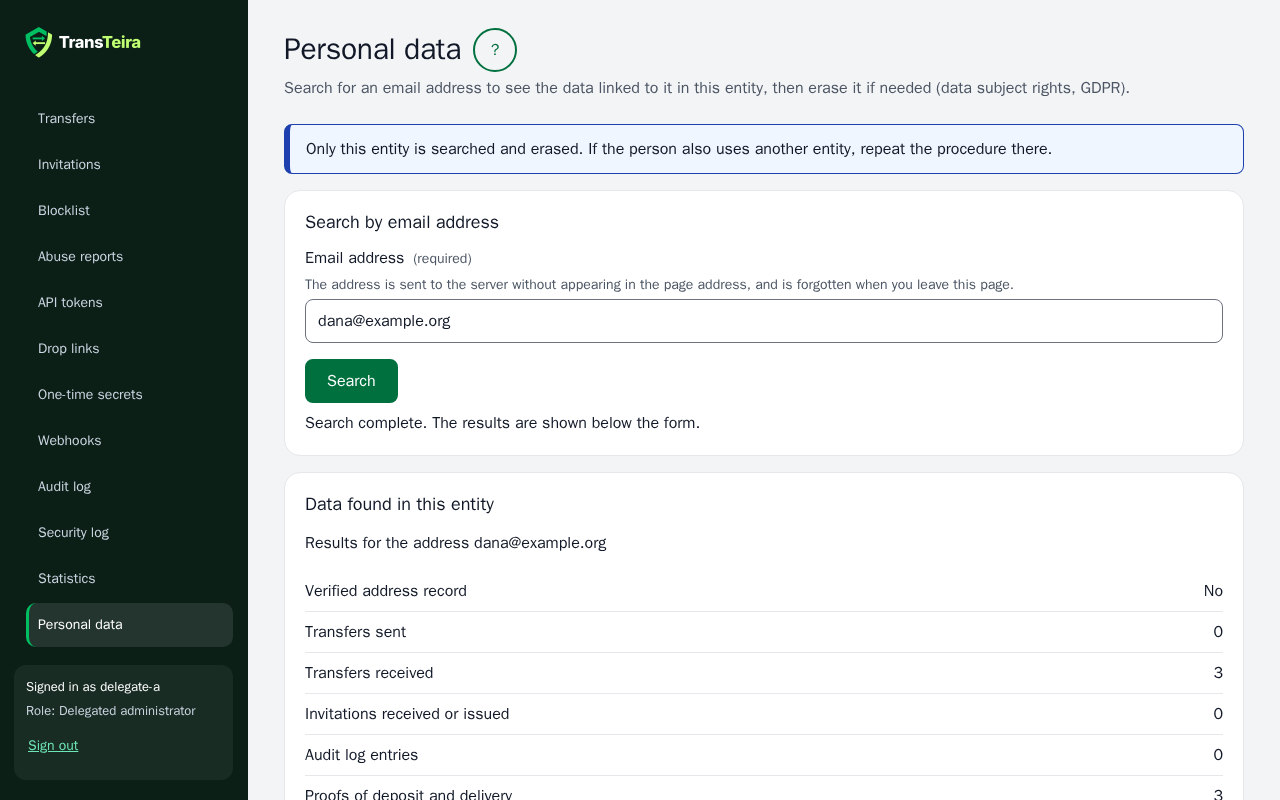 TransTeira
Transfers
Invitations
Blocklist
Abuse reports
API tokens
Drop links
One-time secrets
Webhooks
Audit log
Security log
Statistics
Personal data
Signed in as delegate-a
Role: Delegated administrator
Sign out
Personal data ?
Search for an email address to see the data linked to it in this entity, then erase it if needed (data subject rights, GDPR).
Only this entity is searched and erased. If the person also uses another entity, repeat the procedure there.
Search by email address
Email address (required)
The address is sent to the server without appearing in the page address, and is forgotten when you leave this page.
dana@example.org
Search
Search complete. The results are shown below the form.
Data found in this entity
Results for the address dana@example.org
Verified address record No
Transfers sent 0
Transfers received 3
Invitations received or issued 0
Audit log entries 0
Proofs of deposit and delivery 3